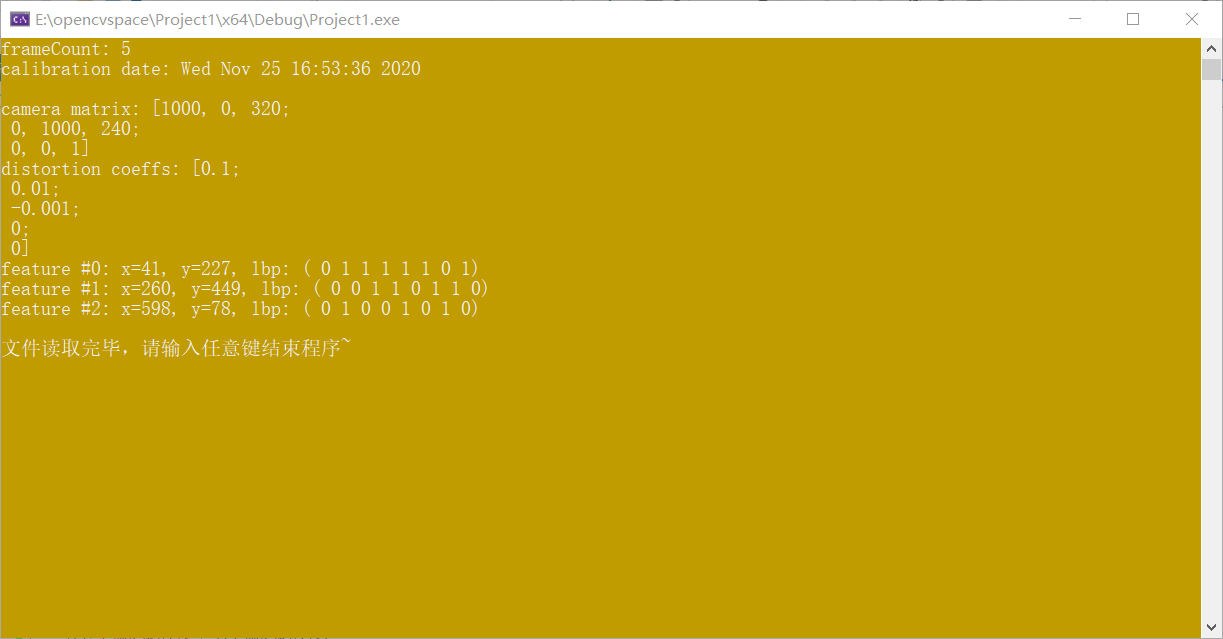 E:\opencvspace\Project1\x64\Debug\Project1.exe
frameCount: 5
calibration date: Wed Nov 25 16:53:36 2020
camera matrix: [1000, 0, 320;
 0, 1000, 240;
 0, 0, 1]
distortion coeffs: [0.1;
 0.01;
 -0.001;
 0;
 0]
feature #0: x=41, y=227, lbp: ( 0 1 1 1 1 1 0 1)
feature #1: x=260, y=449, lbp: ( 0 0 1 1 0 1 1 0)
feature #2: x=598, y=78, lbp: ( 0 1 0 0 1 0 1 0)
文件读取完毕，请输入任意键结束程序~